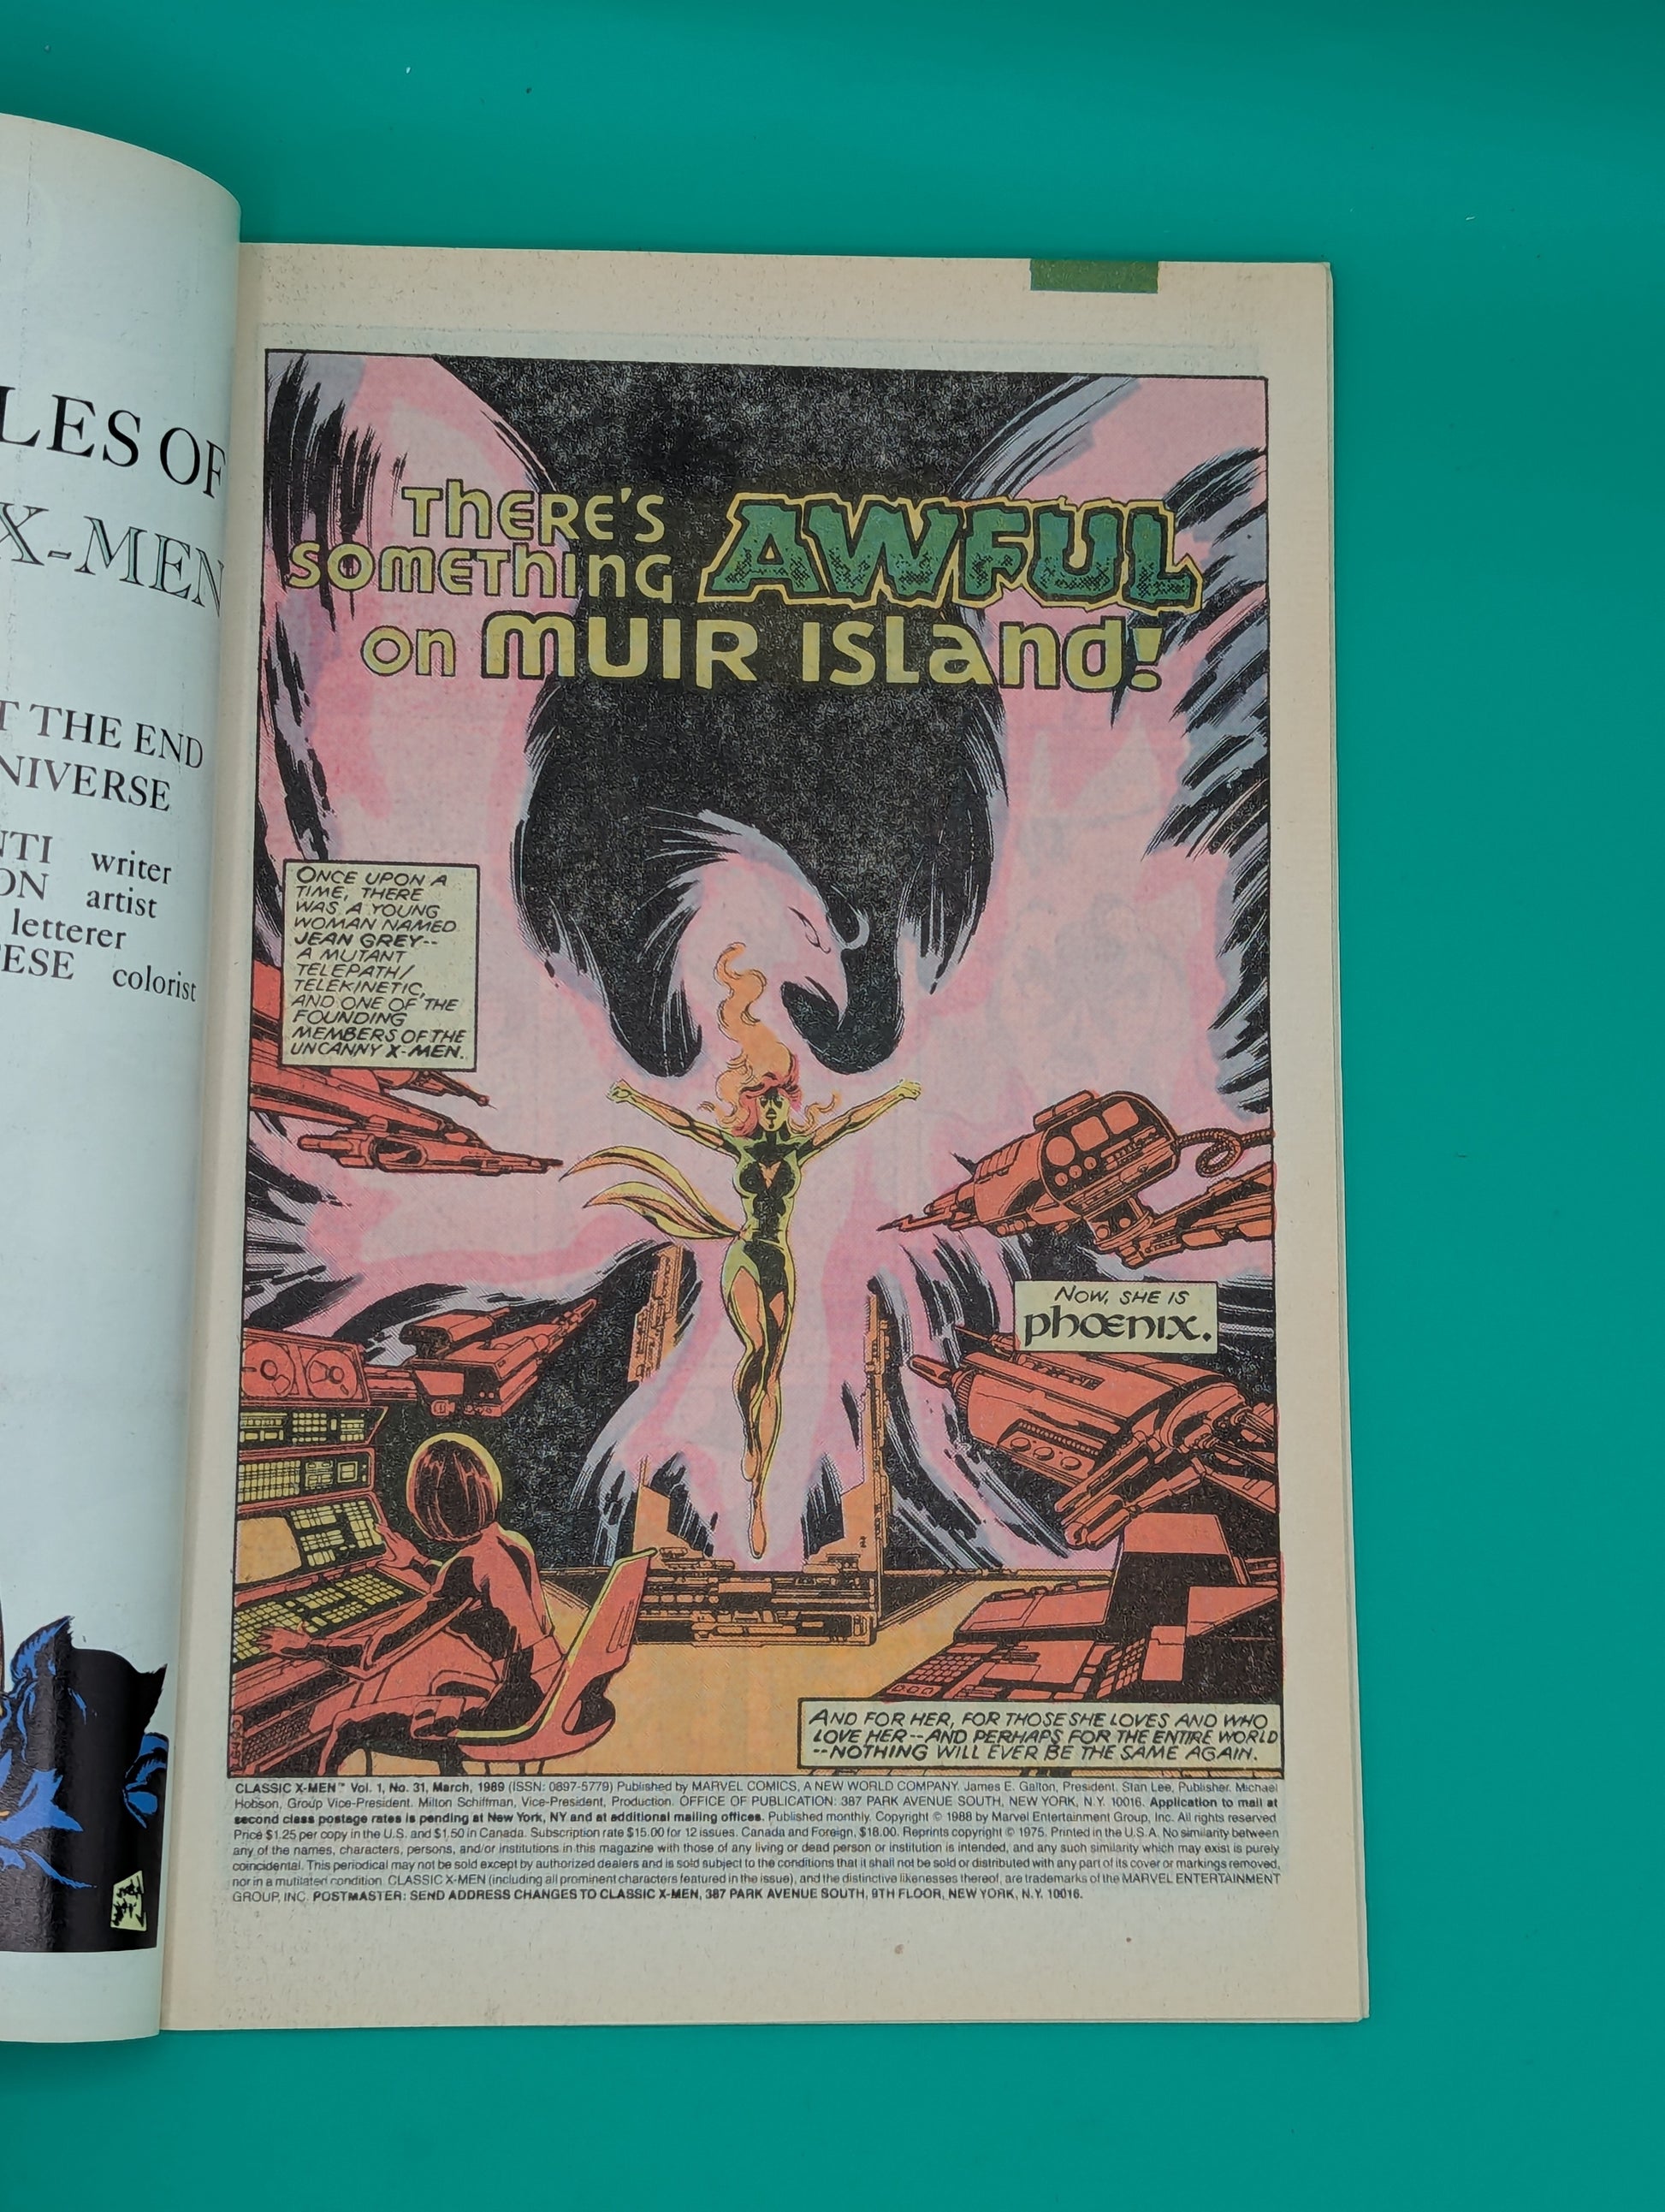 LES OF
X-MEN
T THE END
NIVERSE
NTI writer
ON artist
letterer
ESE colorist
THERE'S
SOMETHING AWFUL
ON MUIR ISLAND!
ONCE UPON A
TIME, THERE
WAS A YOUNG
WOMAN NAMED
JEAN GREY--
A MUTANT
TELEPATH/
TELEKINETIC,
AND ONE OF THE
FOUNDING
MEMBERS OF THE
UNCANNY X-MEN.
NOW, SHE IS
PHOENIX.
AND FOR HER, FOR THOSE SHE LOVES AND WHO
LOVE HER--AND PERHAPS FOR THE ENTIRE WORLD
--NOTHING WILL EVER BE THE SAME AGAIN.
CLASSIC X-MEN™ Vol. 1, No. 31, March, 1989 (ISSN: 0897-5779) Published by MARVEL COMICS, A NEW WORLD COMPANY. James E. Galton, President. Stan Lee, Publisher. Michael
Hobson, Group Vice-President. Milton Schiffman, Vice-President, Production. OFFICE OF PUBLICATION: 387 PARK AVENUE SOUTH, NEW YORK, N.Y. 10016. Application to mail at
second class postage rates is pending at New York, NY and at additional mailing offices. Published monthly. Copyright © 1988 by Marvel Entertainment Group, Inc. All rights reserved
Price $1.25 per copy in the U.S. and $1.50 in Canada. Subscription rate $15.00 for 12 issues. Canada and Foreign, $18.00. Reprints copyright © 1975. Printed in the U.S.A. No similarity between
any of the names, characters, persons, and/or institutions in this magazine with those of any living or dead person or institution is intended, and any such similarity which may exist is purely
coincidental. This periodical may not be sold except by authorized dealers and is sold subject to the conditions that it shall not be sold or distributed with any part of its cover or markings removed,
nor in a mutilated condition. CLASSIC X-MEN (including all prominent characters featured in the issue), and the distinctive likenesses thereof, are trademarks of the MARVEL ENTERTAINMENT
GROUP, INC. POSTMASTER: SEND ADDRESS CHANGES TO CLASSIC X-MEN, 387 PARK AVENUE SOUTH, 9TH FLOOR, NEW YORK, N.Y. 10016.